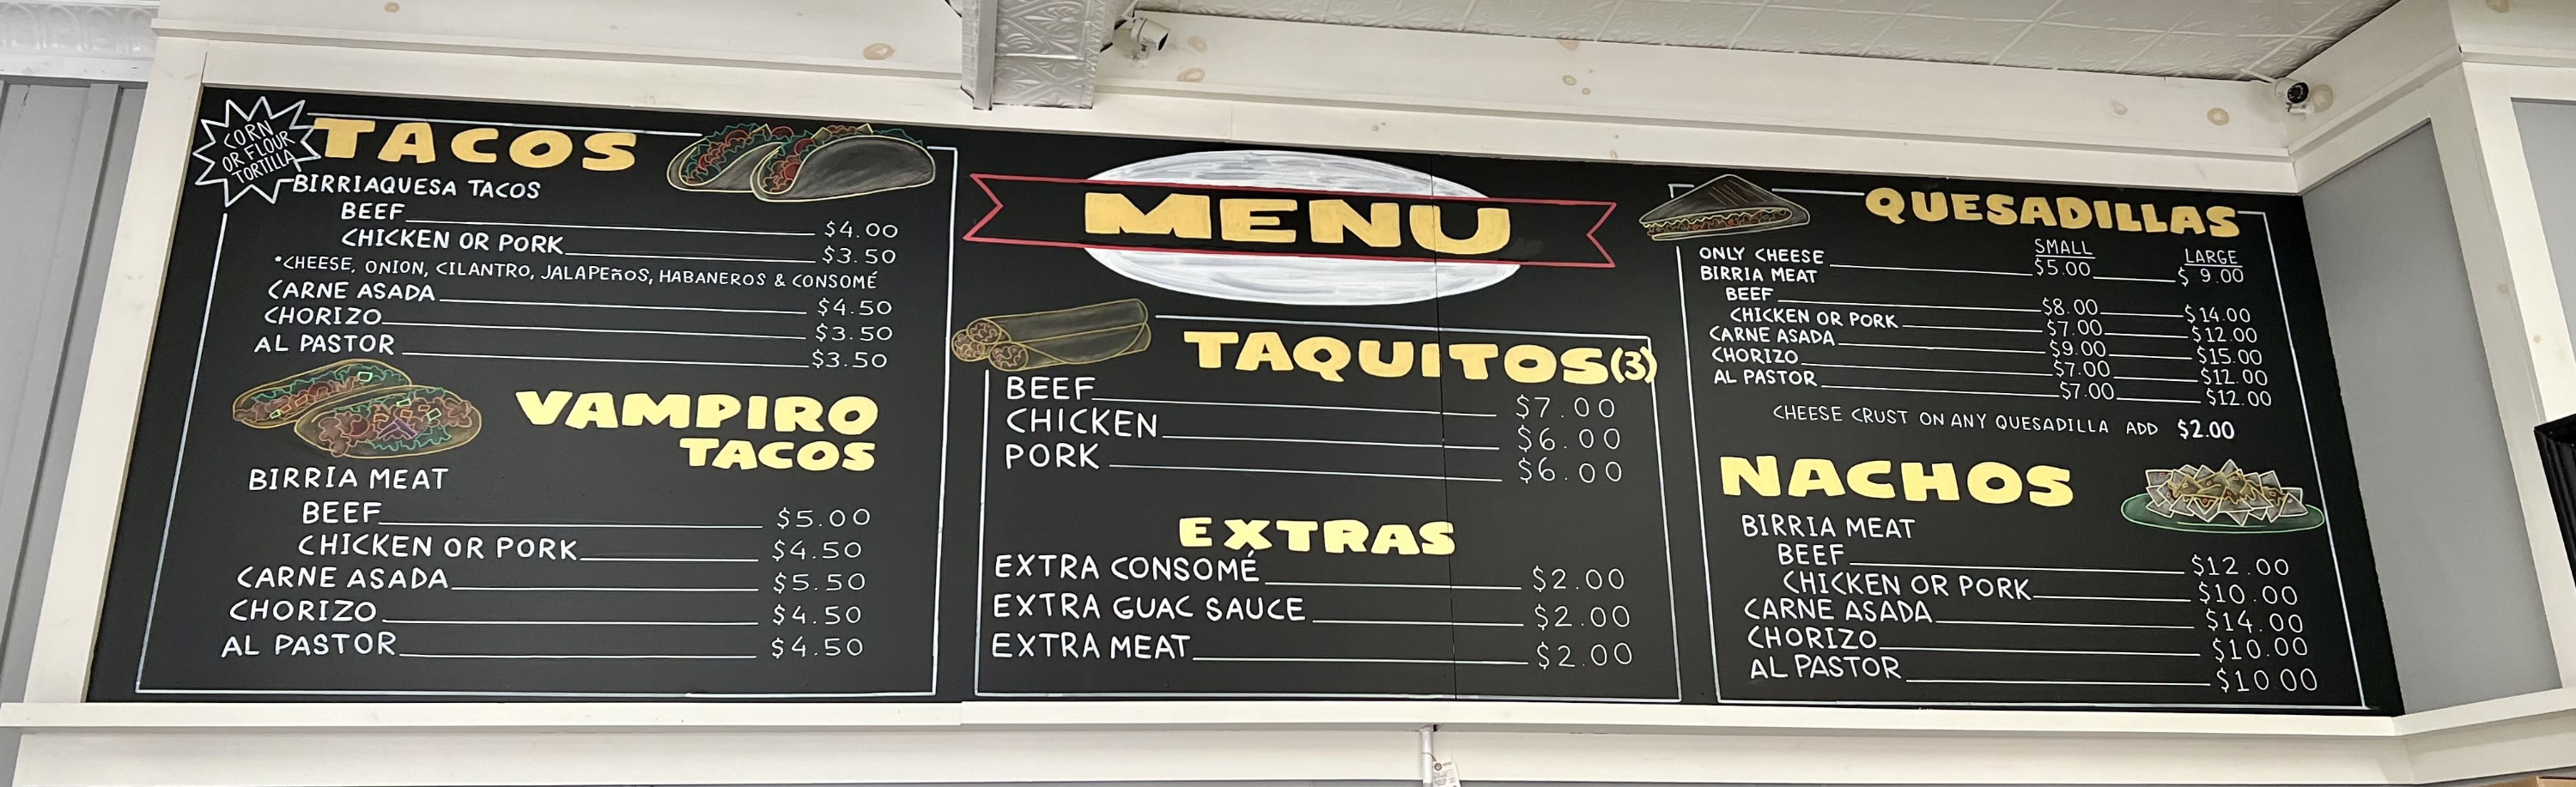 CORN
OR FLOUR
TORTILLA
TACOS
BIRRIAQUESA TACOS
BEEF $4.00
CHICKEN OR PORK $3.50
*CHEESE, ONION, CILANTRO, JALAPEñOS, HABANEROS & CONSOMÉ
CARNE ASADA $4.50
CHORIZO $3.50
AL PASTOR $3.50
VAMPIRO
TACOS
BIRRIA MEAT
BEEF $5.00
CHICKEN OR PORK $4.50
CARNE ASADA $5.50
CHORIZO $4.50
AL PASTOR $4.50
MENU
TAQUITOS(3)
BEEF $7.00
CHICKEN $6.00
PORK $6.00
EXTRAS
EXTRA CONSOMÉ $2.00
EXTRA GUAC SAUCE $2.00
EXTRA MEAT $2.00
QUESADILLAS
SMALL LARGE
ONLY CHEESE $5.00 $9.00
BIRRIA MEAT
BEEF $8.00 $14.00
CHICKEN OR PORK $7.00 $12.00
CARNE ASADA $9.00 $15.00
CHORIZO $7.00 $12.00
AL PASTOR $7.00 $12.00
CHEESE CRUST ON ANY QUESADILLA ADD $2.00
NACHOS
BIRRIA MEAT
BEEF $12.00
CHICKEN OR PORK $10.00
CARNE ASADA $14.00
CHORIZO $10.00
AL PASTOR $10.00